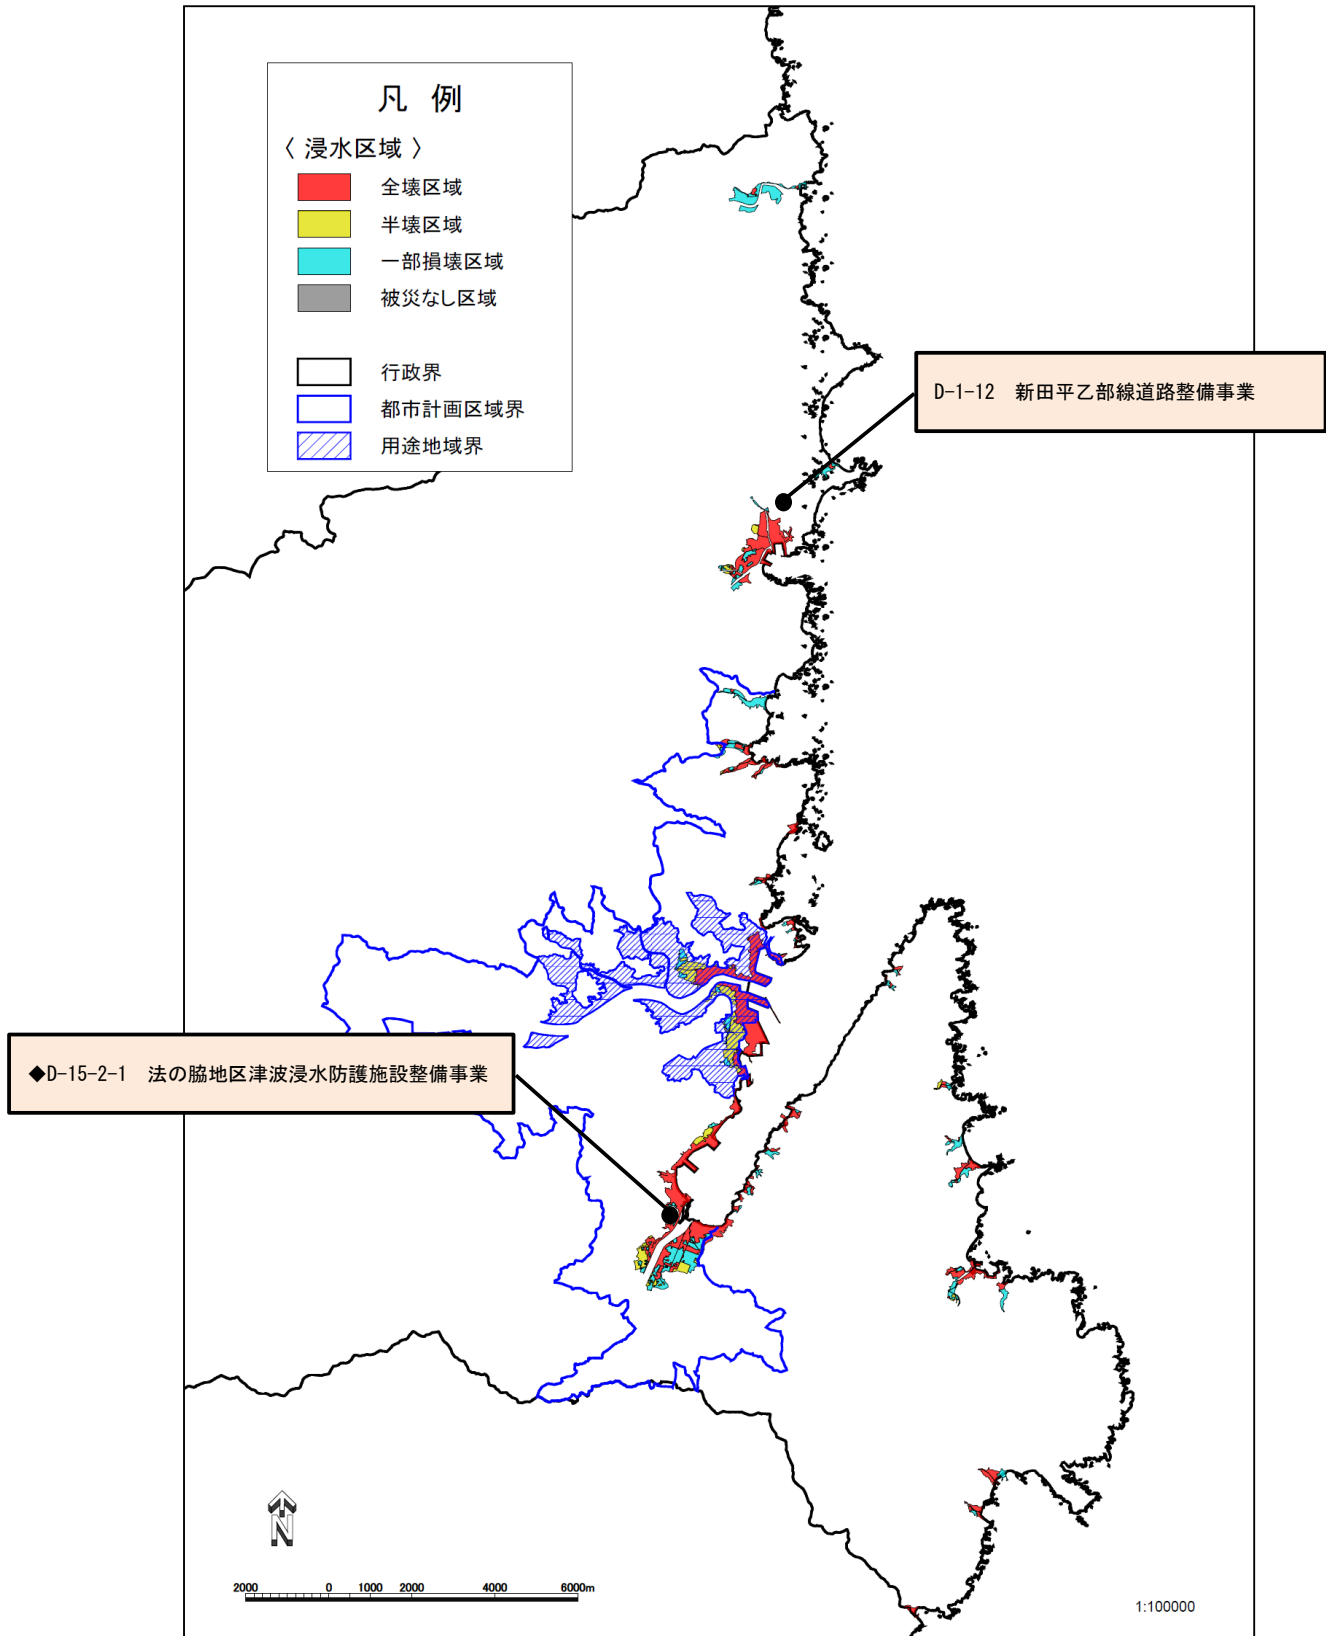 凡 例
〈 浸水区域 〉
全壊区域
半壊区域
一部損壊区域
被災なし区域
行政界
都市計画区域界
用途地域界
D-1-12 新田平乙部線道路整備事業
◆D-15-2-1 法の脇地区津波浸水防護施設整備事業
N
2000 0 1000 2000 4000 6000m
1:100000